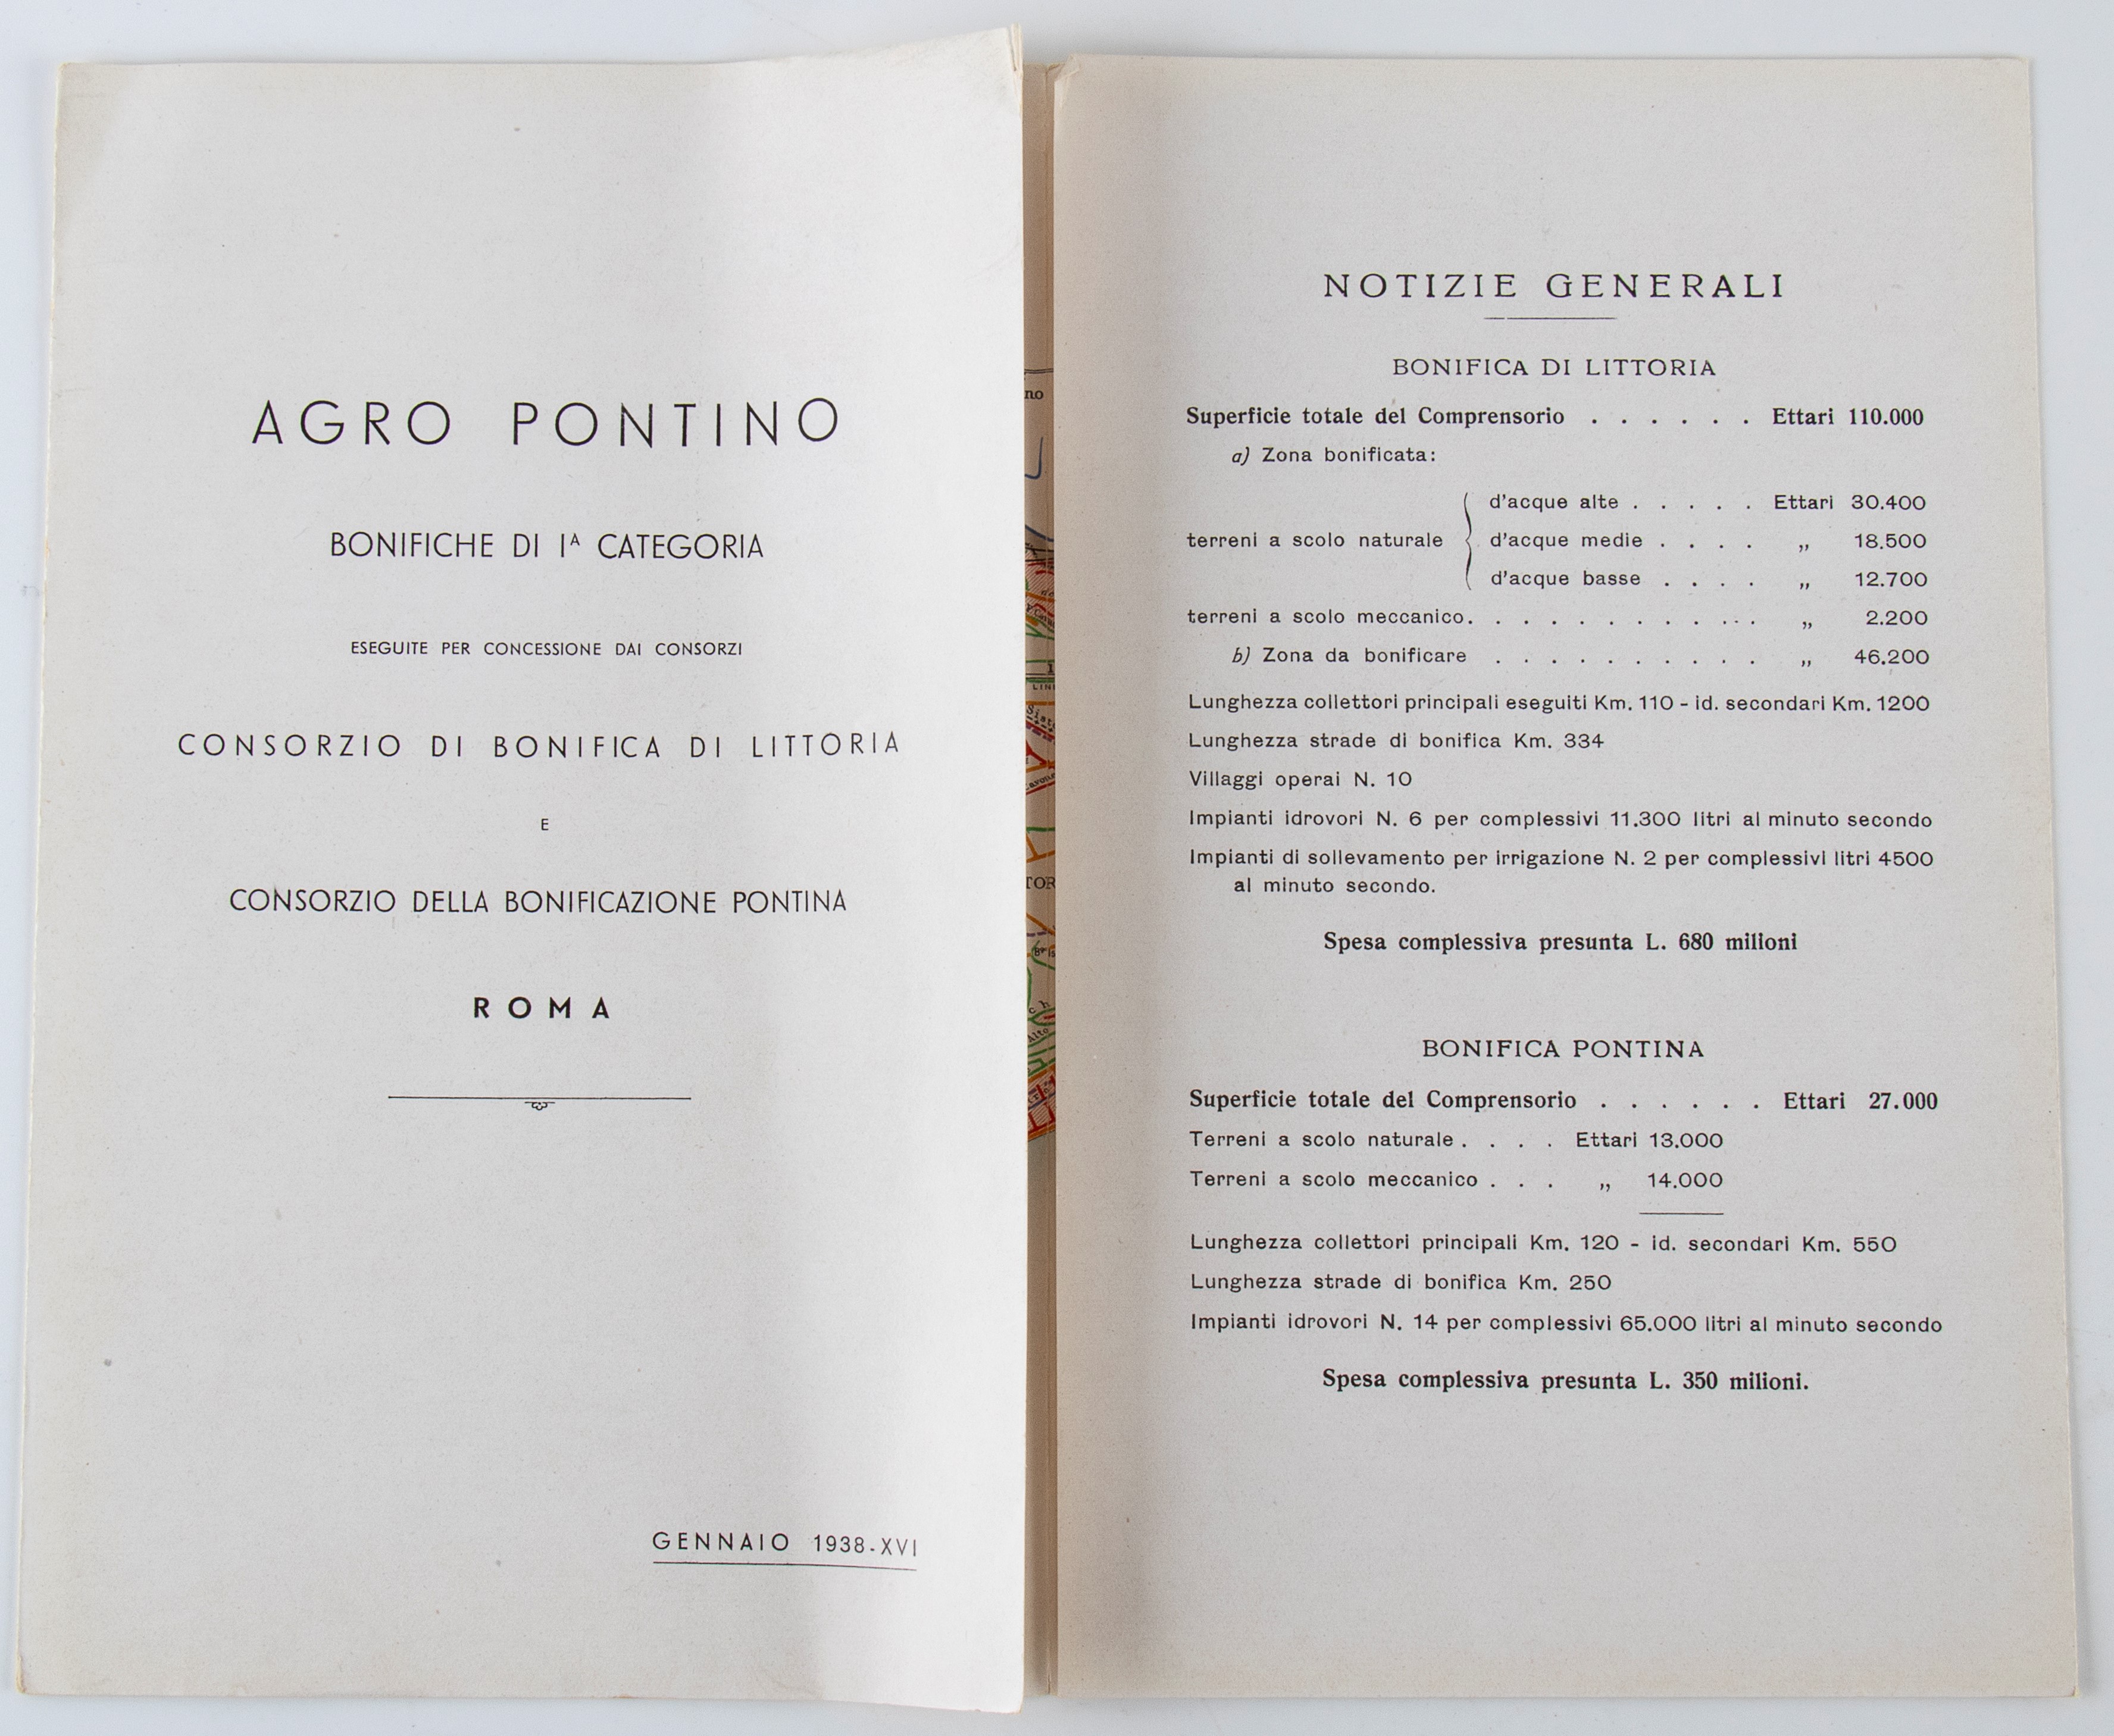 AGRO PONTINO
BONIFICHE DI Iᴬ CATEGORIA
ESEGUITE PER CONCESSIONE DAI CONSORZI
CONSORZIO DI BONIFICA DI LITTORIA
E
CONSORZIO DELLA BONIFICAZIONE PONTINA
ROMA
GENNAIO 1938-XVI
NOTIZIE GENERALI
BONIFICA DI LITTORIA
Superficie totale del Comprensorio . . . . . . Ettari 110.000
a) Zona bonificata:
d'acque alte . . . . . Ettari 30.400
terreni a scolo naturale d'acque medie . . . . „ 18.500
d'acque basse . . . . „ 12.700
terreni a scolo meccanico. . . . . . . . . . . . „ 2.200
b) Zona da bonificare . . . . . . . . . . „ 46.200
Lunghezza collettori principali eseguiti Km. 110 - id. secondari Km. 1200
Lunghezza strade di bonifica Km. 334
Villaggi operai N. 10
Impianti idrovori N. 6 per complessivi 11.300 litri al minuto secondo
Impianti di sollevamento per irrigazione N. 2 per complessivi litri 4500
al minuto secondo.
Spesa complessiva presunta L. 680 milioni
BONIFICA PONTINA
Superficie totale del Comprensorio . . . . . . Ettari 27.000
Terreni a scolo naturale . . . . Ettari 13.000
Terreni a scolo meccanico . . . „ 14.000
Lunghezza collettori principali Km. 120 - id. secondari Km. 550
Lunghezza strade di bonifica Km. 250
Impianti idrovori N. 14 per complessivi 65.000 litri al minuto secondo
Spesa complessiva presunta L. 350 milioni.